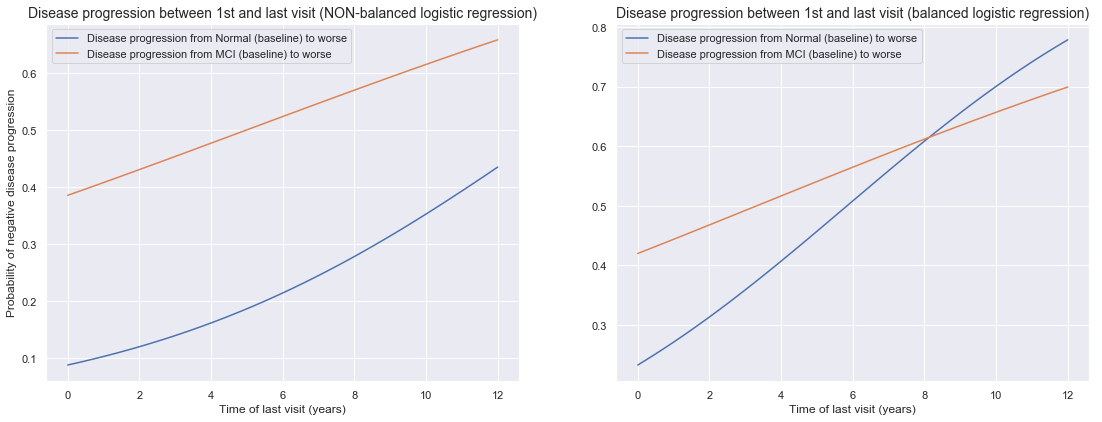 Disease progression between 1st and last visit (NON-balanced logistic regression)
Disease progression from Normal (baseline) to worse
Disease progression from MCI (baseline) to worse
Probability of negative disease progression
0.6
0.5
0.4
0.3
0.2
0.1
0 2 4 6 8 10 12
Time of last visit (years)
Disease progression between 1st and last visit (balanced logistic regression)
Disease progression from Normal (baseline) to worse
Disease progression from MCI (baseline) to worse
0.8
0.7
0.6
0.5
0.4
0.3
0 2 4 6 8 10 12
Time of last visit (years)